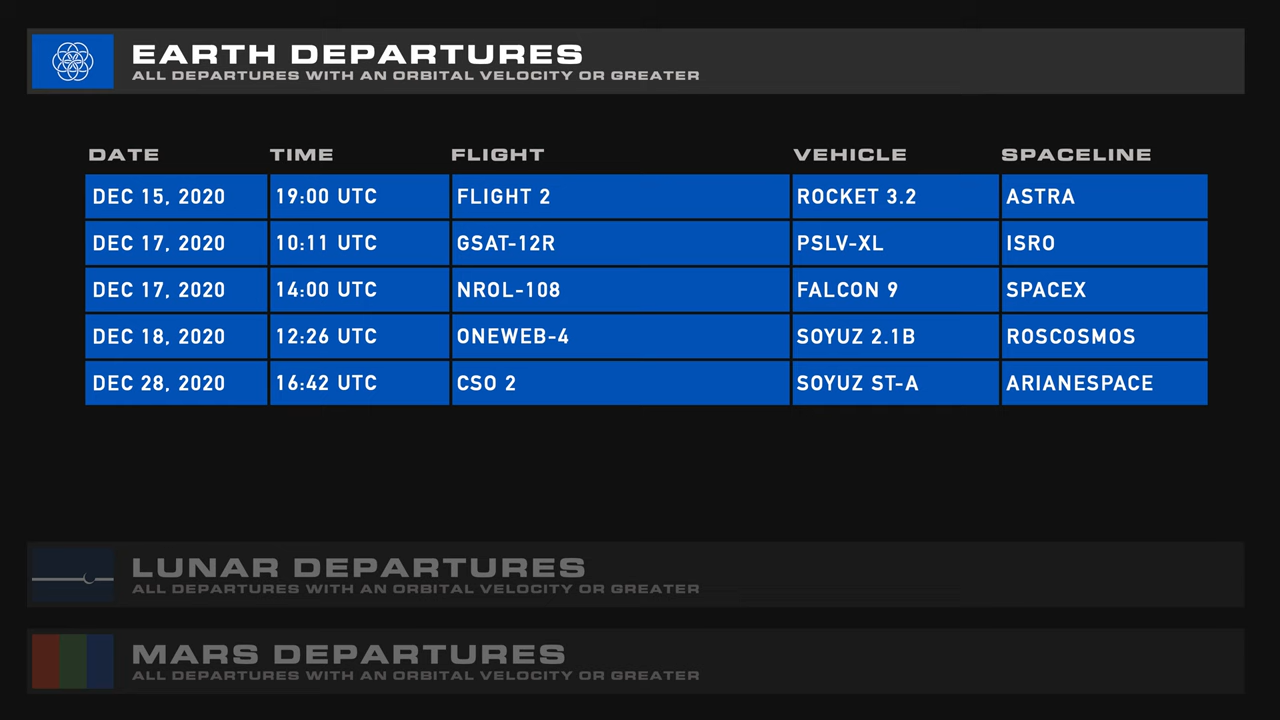 EARTH DEPARTURES
ALL DEPARTURES WITH AN ORBITAL VELOCITY OR GREATER
DATE TIME FLIGHT VEHICLE SPACELINE
DEC 15, 2020 19:00 UTC FLIGHT 2 ROCKET 3.2 ASTRA
DEC 17, 2020 10:11 UTC GSAT-12R PSLV-XL ISRO
DEC 17, 2020 14:00 UTC NROL-108 FALCON 9 SPACEX
DEC 18, 2020 12:26 UTC ONEWEB-4 SOYUZ 2.1B ROSCOSMOS
DEC 28, 2020 16:42 UTC CSO 2 SOYUZ ST-A ARIANESPACE
LUNAR DEPARTURES
ALL DEPARTURES WITH AN ORBITAL VELOCITY OR GREATER
MARS DEPARTURES
ALL DEPARTURES WITH AN ORBITAL VELOCITY OR GREATER